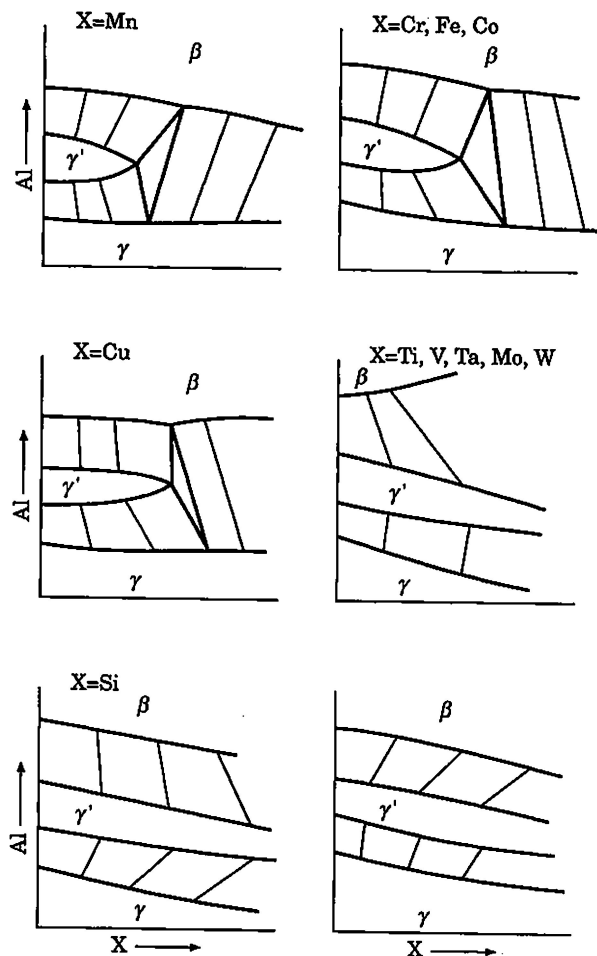 X=Mn
β
Al
γ'
γ
X=Cr, Fe, Co
β
γ'
γ
X=Cu
β
Al
γ'
γ
X=Ti, V, Ta, Mo, W
β
γ'
γ
X=Si
β
Al
γ'
γ
X
β
γ'
γ
X